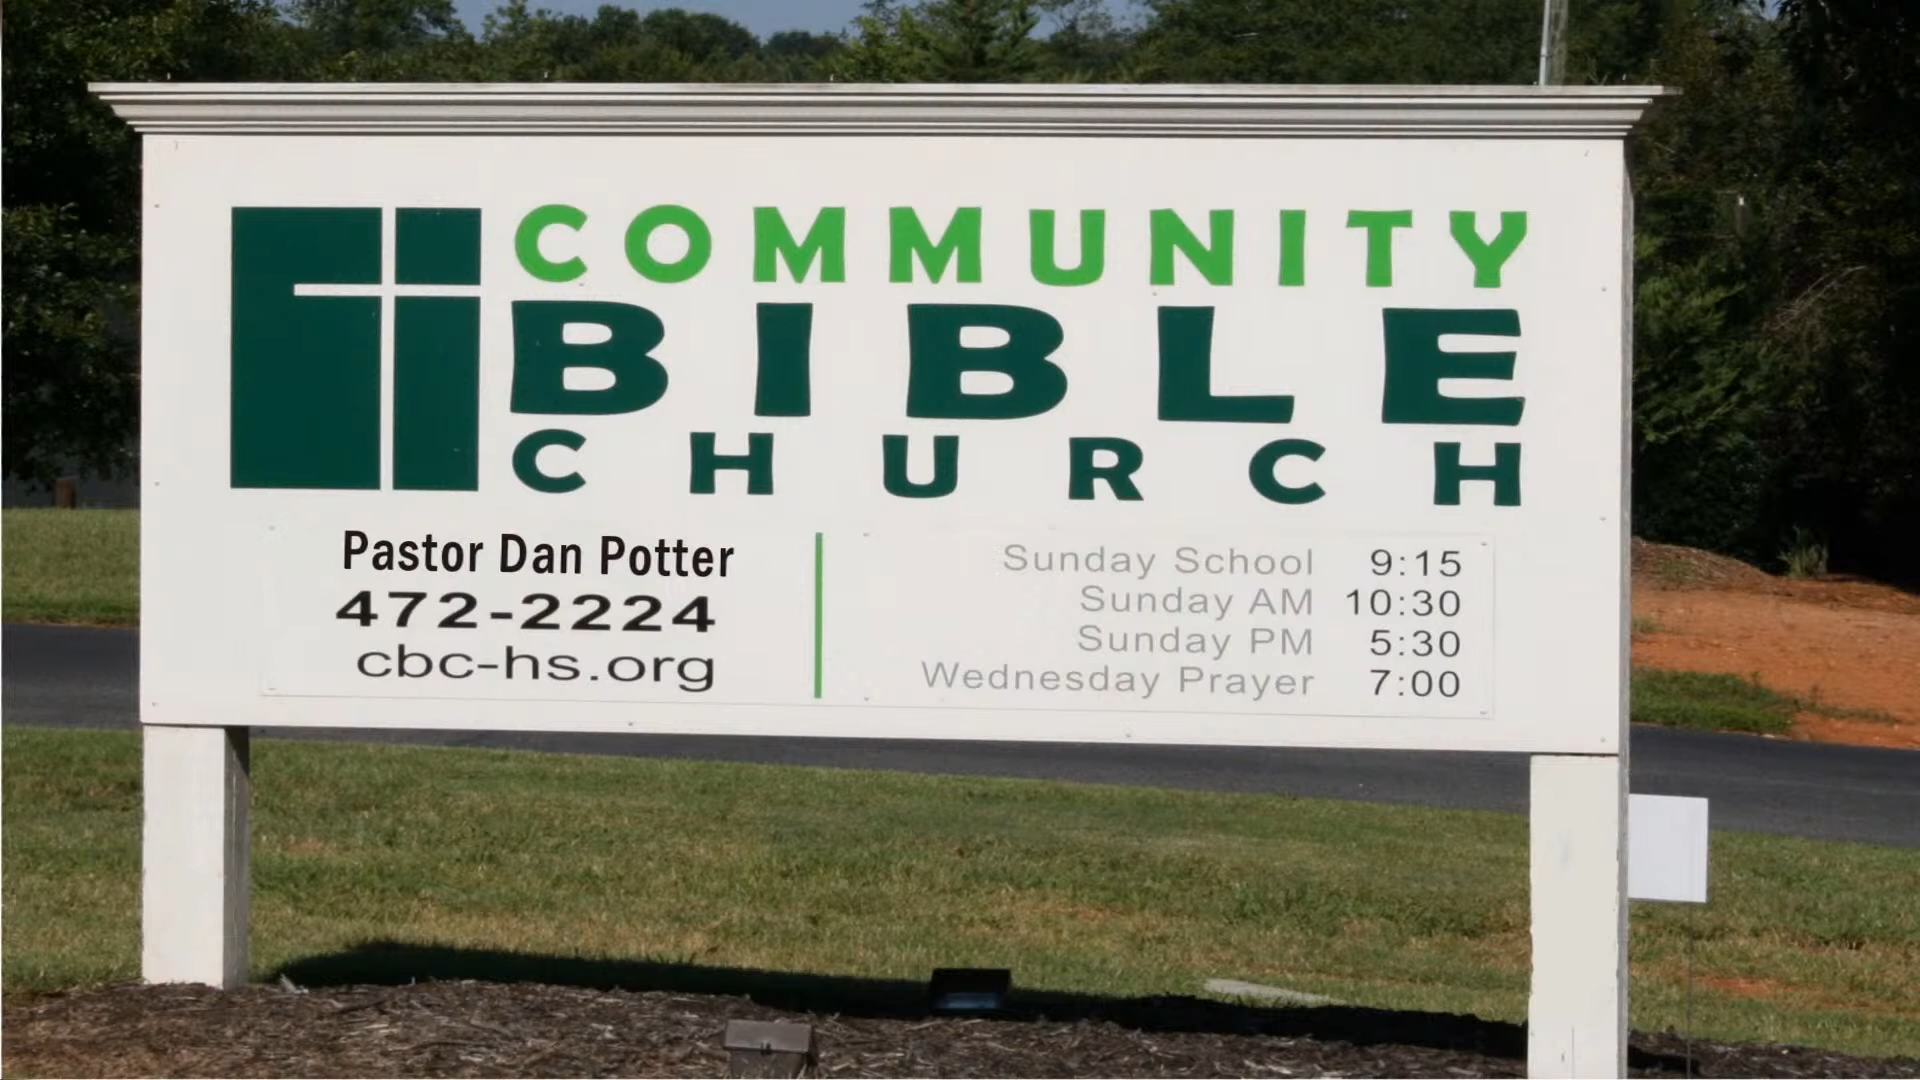 COMMUNITY
BIBLE
CHURCH
Pastor Dan Potter
472-2224
cbc-hs.org
Sunday School 9:15
Sunday AM 10:30
Sunday PM 5:30
Wednesday Prayer 7:00